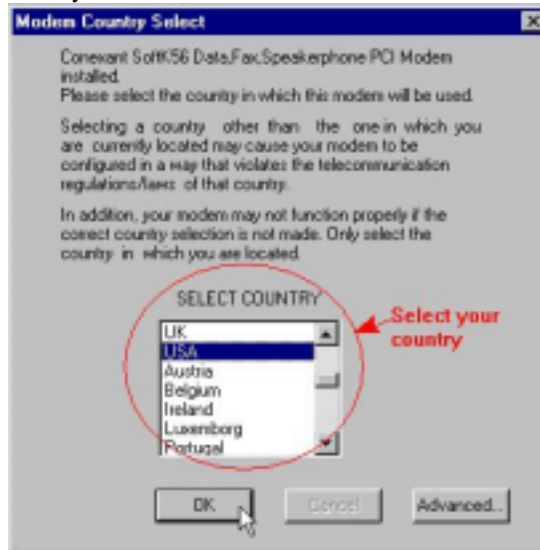 Modem Country Select
Conexant SoftK56 Data,Fax,Speakerphone PCI Modem
installed.
Please select the country in which this modem will be used.
Selecting a country other than the one in which you
are currently located may cause your modem to be
configured in a way that violates the telecommunication
regulations/laws of that country.
In addition, your modem may not function properly if the
correct country selection is not made. Only select the
country in which you are located.
SELECT COUNTRY
Select your
country
UK
USA
Austria
Belgium
Ireland
Luxemborg
Portugal
OK
Cancel
Advanced...